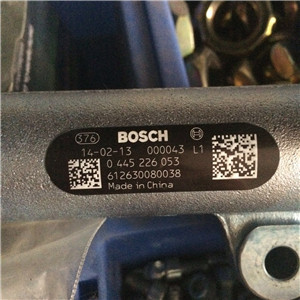 376 BOSCH
14-02-13 000043 L1
0 445 226 053
612630080038
Made in China